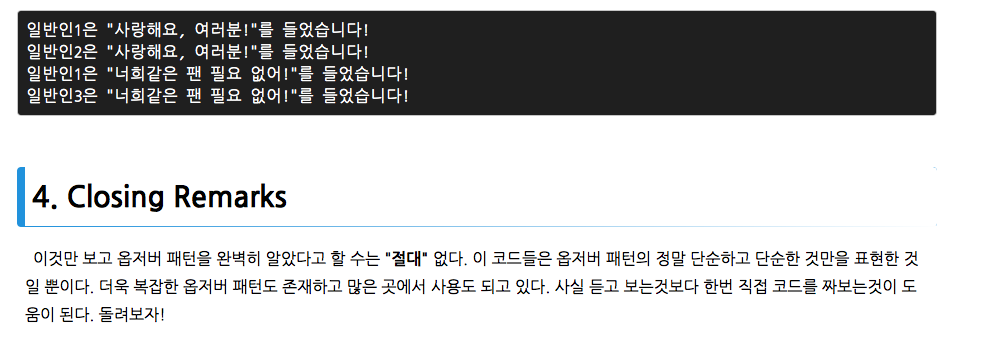 일반인1은 "사랑해요, 여러분!"를 들었습니다!
일반인2은 "사랑해요, 여러분!"를 들었습니다!
일반인1은 "너희같은 팬 필요 없어!"를 들었습니다!
일반인3은 "너희같은 팬 필요 없어!"를 들었습니다!
4. Closing Remarks
이것만 보고 옵저버 패턴을 완벽히 알았다고 할 수는 "절대" 없다. 이 코드들은 옵저버 패턴의 정말 단순하고 단순한 것만을 표현한 것
일 뿐이다. 더욱 복잡한 옵저버 패턴도 존재하고 많은 곳에서 사용도 되고 있다. 사실 듣고 보는것보다 한번 직접 코드를 짜보는것이 도
움이 된다. 돌려보자!